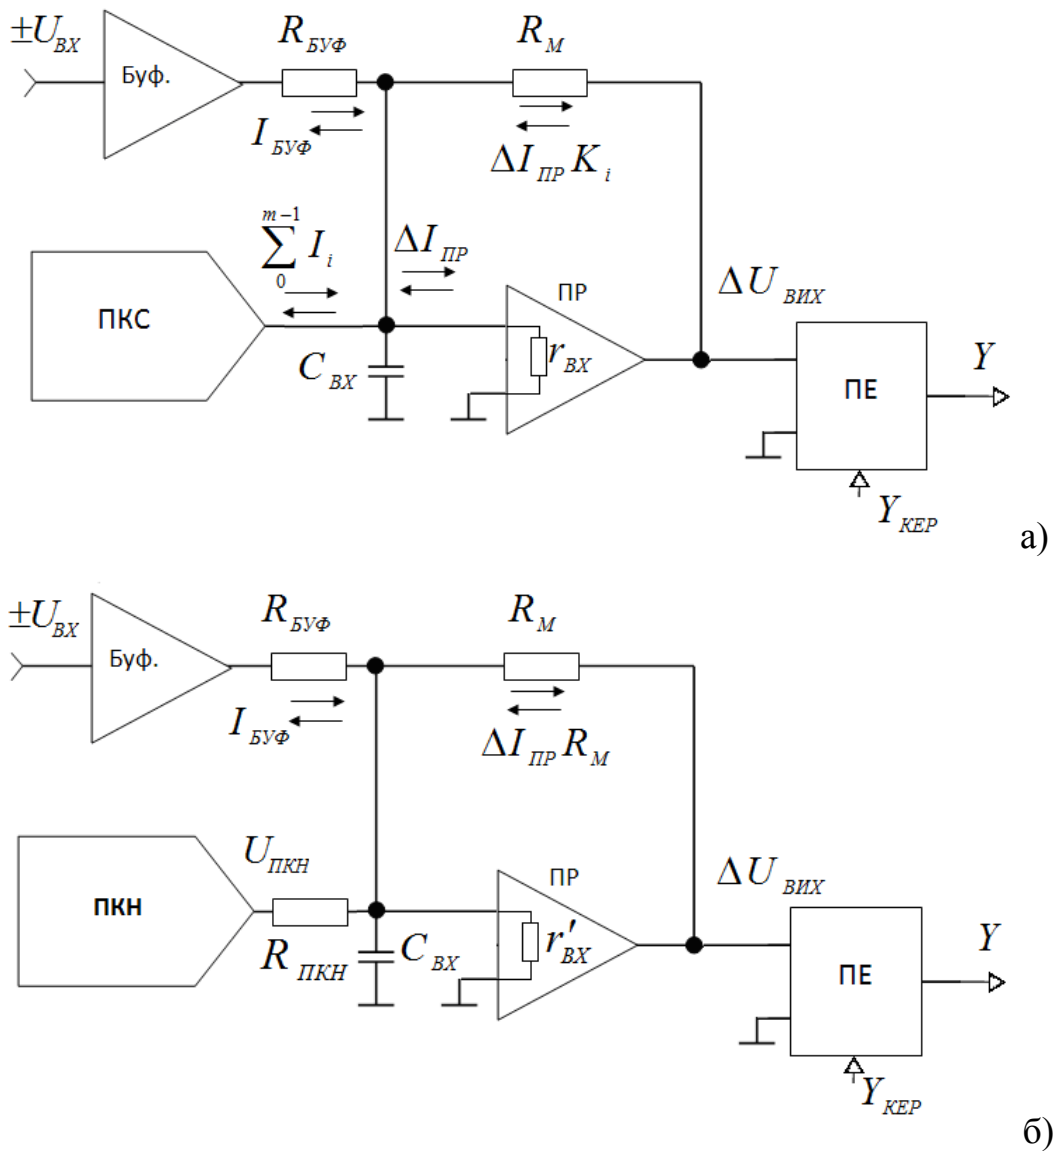 ±U_ВХ
Буф.
R_БУФ
R_М
I_БУФ
ΔI_ПР K_i
ПКС
∑_0^{m-1} I_i
ΔI_ПР
ПР
C_ВХ
r_ВХ
ΔU_ВИХ
ПЕ
Y
Y_КЕР
а)
±U_ВХ
Буф.
R_БУФ
R_М
I_БУФ
ΔI_ПР R_М
ПКН
U_ПКН
R_ПКН
ПР
C_ВХ
r'_ВХ
ΔU_ВИХ
ПЕ
Y
Y_КЕР
б)